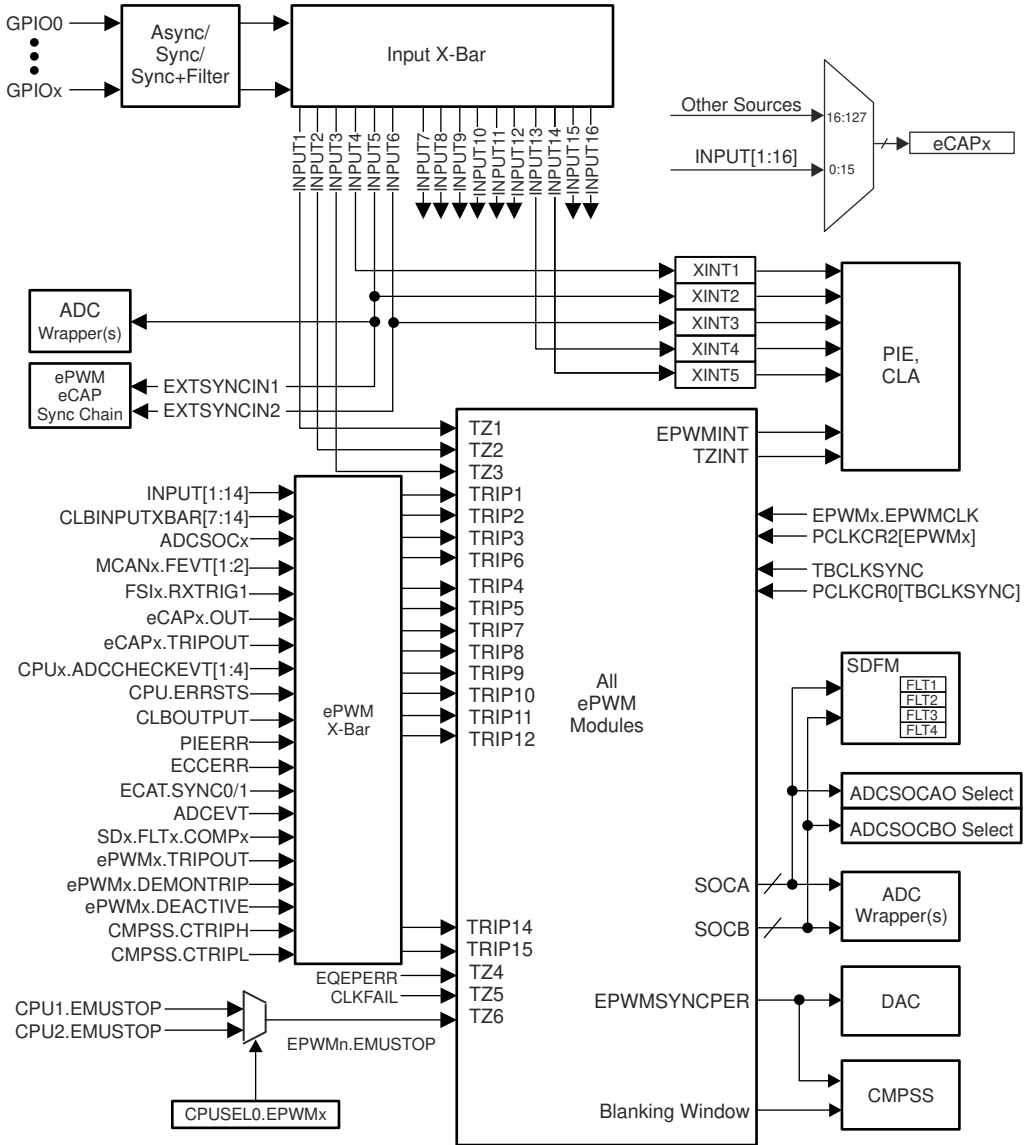 GPIO0
GPIOx
Async/
Sync/
Sync+Filter
Input X-Bar
Other Sources
INPUT[1:16]
16:127
0:15
eCAPx
INPUT1
INPUT2
INPUT3
INPUT4
INPUT5
INPUT6
INPUT7
INPUT8
INPUT9
INPUT10
INPUT11
INPUT12
INPUT13
INPUT14
INPUT15
INPUT16
XINT1
XINT2
XINT3
XINT4
XINT5
PIE,
CLA
ADC
Wrapper(s)
ePWM
eCAP
Sync Chain
EXTSYNCIN1
EXTSYNCIN2
TZ1
TZ2
TZ3
TRIP1
TRIP2
TRIP3
TRIP6
TRIP4
TRIP5
TRIP7
TRIP8
TRIP9
TRIP10
TRIP11
TRIP12
TRIP14
TRIP15
TZ4
TZ5
TZ6
EPWMINT
TZINT
INPUT[1:14]
CLBINPUTXBAR[7:14]
ADCSOCx
MCANx.FEVT[1:2]
FSIx.RXTRIG1
eCAPx.OUT
eCAPx.TRIPOUT
CPUx.ADCCHECKEVT[1:4]
CPU.ERRSTS
CLBOUTPUT
PIEERR
ECCERR
ECAT.SYNC0/1
ADCEVT
SDx.FLTx.COMPx
ePWMx.TRIPOUT
ePWMx.DEMONTRIP
ePWMx.DEACTIVE
CMPSS.CTRIPH
CMPSS.CTRIPL
ePWM
X-Bar
All
ePWM
Modules
EPWMx.EPWMCLK
PCLKCR2[EPWMx]
TBCLKSYNC
PCLKCR0[TBCLKSYNC]
SDFM
FLT1
FLT2
FLT3
FLT4
ADCSOCAO Select
ADCSOCBO Select
SOCA
SOCB
ADC
Wrapper(s)
EQEPERR
CLKFAIL
CPU1.EMUSTOP
CPU2.EMUSTOP
EPWMn.EMUSTOP
CPUSEL0.EPWMx
EPWMSYNCPER
DAC
Blanking Window
CMPSS